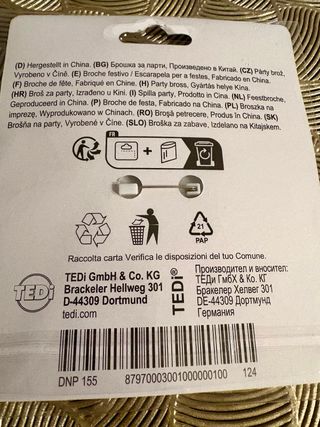 (D) Hergestellt in China. (BG) Брошка за парти, Произведено в Китай. (CZ) Párty brož,
Vyrobeno v Číně. (E) Broche festivo / Escarapela per a festes, Fabricado en China.
(F) Broche de fête, Fabriqué en Chine. (H) Party bross, Gyártás helye Kína.
(HR) Broš za party, Izrađeno u Kini. (I) Spilla party, Prodotto in Cina. (NL) Feestbroche,
Geproduceerd in China. (P) Broche de festa, Fabricado na China. (PL) Broszka na
imprezę, Wyprodukowano w Chinach. (RO) Broșă petrecere, Produs în China. (SK)
Brošňa na party, Vyrobené v Číne. (SLO) Broška za zabave, Izdelano na Kitajskem.
FR
21
PAP
Raccolta carta Verifica le disposizioni del tuo Comune.
TEDi
TEDi GmbH & Co. KG
Brackeler Hellweg 301
D-44309 Dortmund
tedi.com
TEDi®
Производител и вносител:
ТЕДи ГмбХ & Ко. КГ
Бракелер Хелвег 301
DE-44309 Дортмунд
Германия
DNP 155
87970003001000000100
124